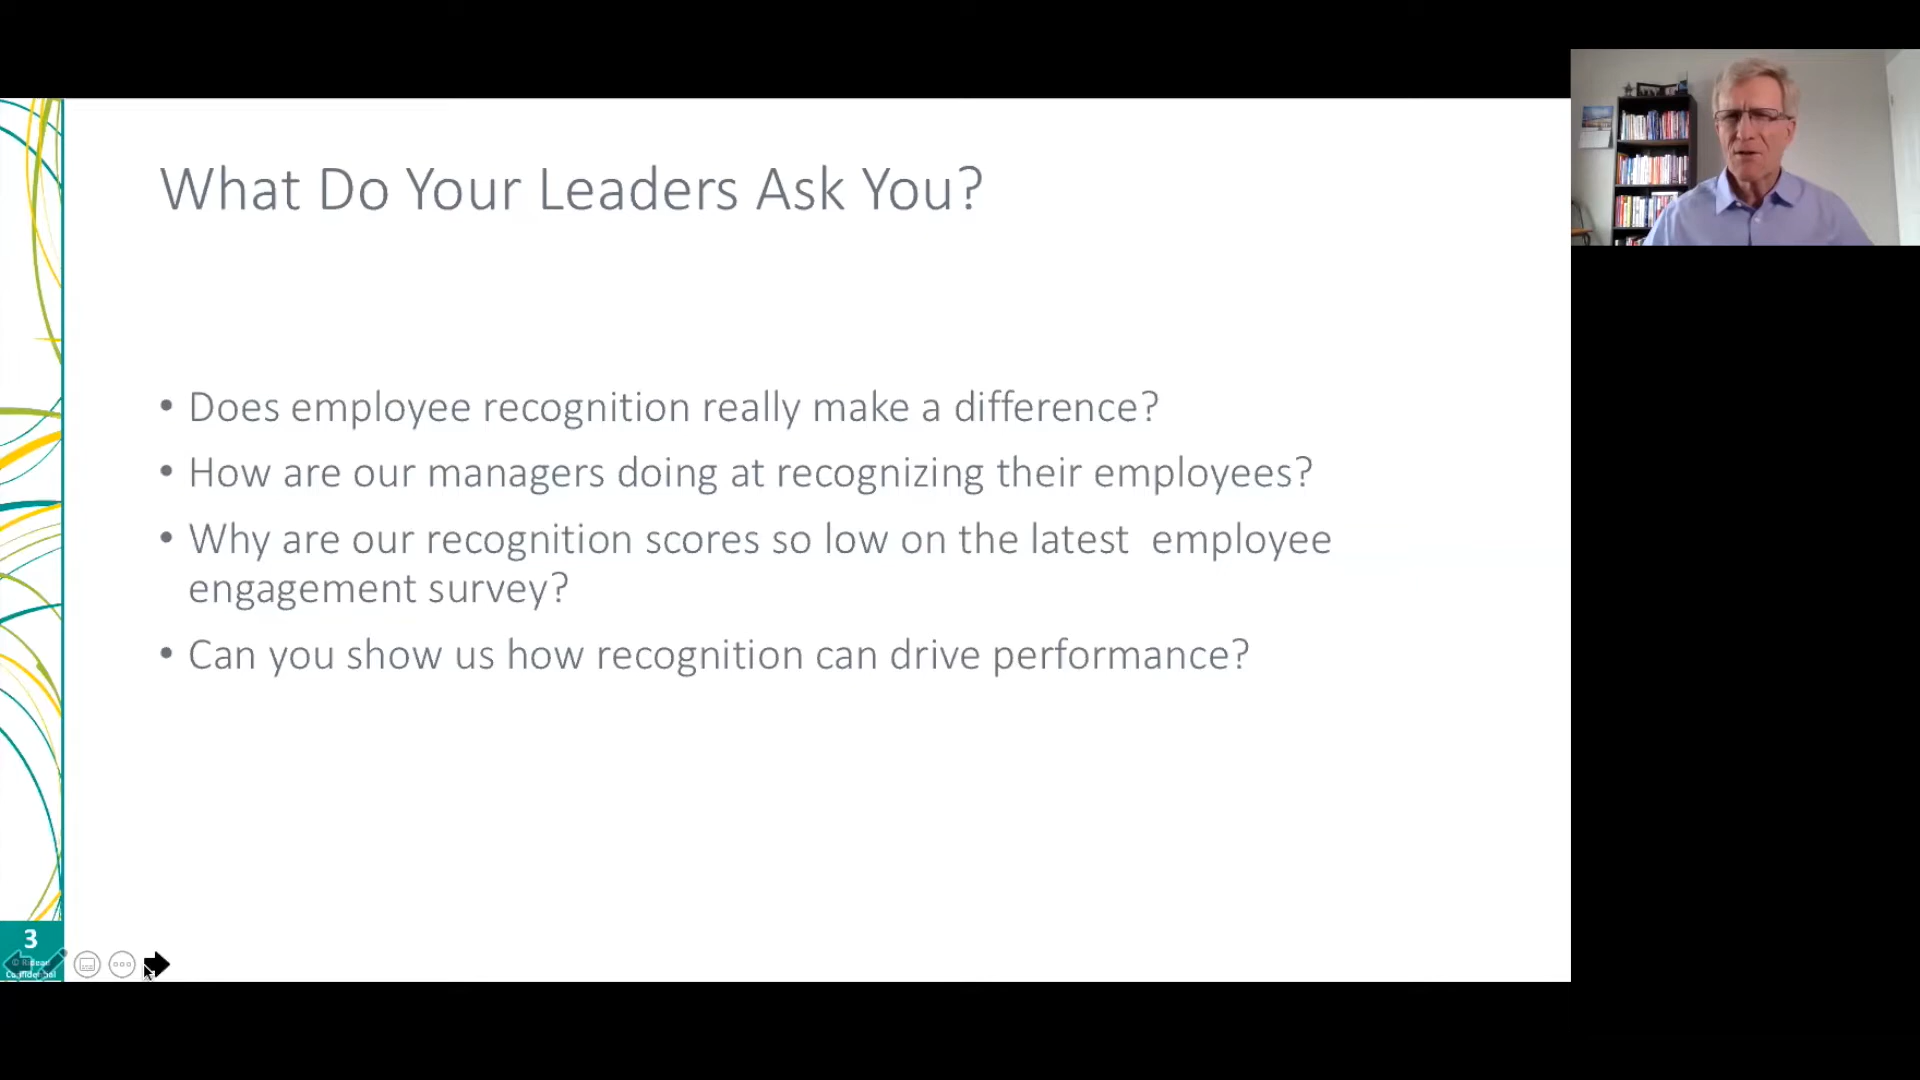 What Do Your Leaders Ask You?
• Does employee recognition really make a difference?
• How are our managers doing at recognizing their employees?
• Why are our recognition scores so low on the latest  employee
engagement survey?
• Can you show us how recognition can drive performance?
3